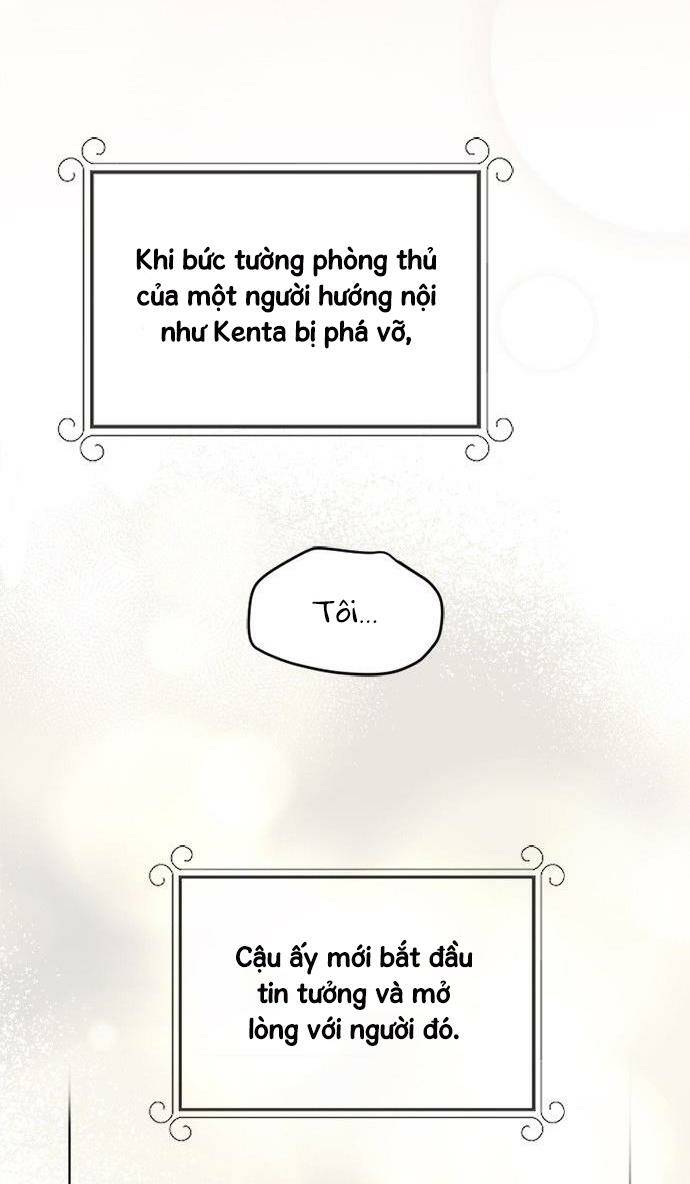 Khi bức tường phòng thủ
của một người hướng nội
như Kenta bị phá vỡ,
Tôi...
Cậu ấy mới bắt đầu
tin tưởng và mở
lòng với người đó.